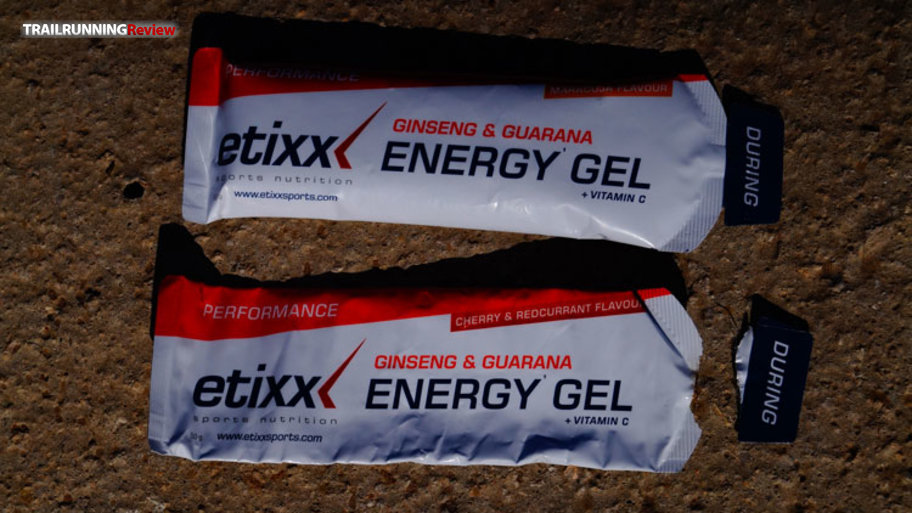 TRAILRUNNINGReview
PERFORMANCE
MARACUJA FLAVOUR
etixx
sports nutrition
www.etixxsports.com
GINSENG & GUARANA
ENERGY GEL
+ VITAMIN C
DURING
PERFORMANCE
CHERRY & REDCURRANT FLAVOUR
etixx
sports nutrition
50g
www.etixxsports.com
GINSENG & GUARANA
ENERGY GEL
+ VITAMIN C
DURING